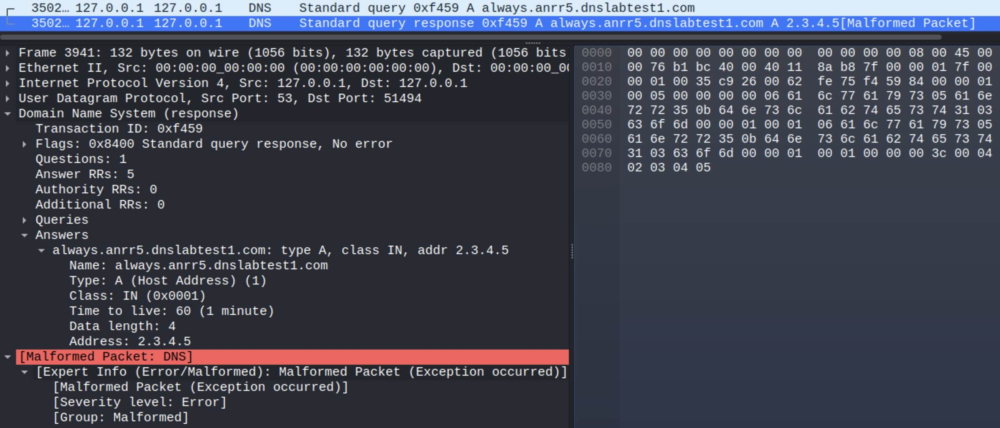 3502… 127.0.0.1 127.0.0.1 DNS Standard query 0xf459 A always.anrr5.dnslabtest1.com
3502… 127.0.0.1 127.0.0.1 DNS Standard query response 0xf459 A always.anrr5.dnslabtest1.com A 2.3.4.5[Malformed Packet]
Frame 3941: 132 bytes on wire (1056 bits), 132 bytes captured (1056 bits
Ethernet II, Src: 00:00:00_00:00:00 (00:00:00:00:00:00), Dst: 00:00:00_00
Internet Protocol Version 4, Src: 127.0.0.1, Dst: 127.0.0.1
User Datagram Protocol, Src Port: 53, Dst Port: 51494
Domain Name System (response)
Transaction ID: 0xf459
Flags: 0x8400 Standard query response, No error
Questions: 1
Answer RRs: 5
Authority RRs: 0
Additional RRs: 0
Queries
Answers
always.anrr5.dnslabtest1.com: type A, class IN, addr 2.3.4.5
Name: always.anrr5.dnslabtest1.com
Type: A (Host Address) (1)
Class: IN (0x0001)
Time to live: 60 (1 minute)
Data length: 4
Address: 2.3.4.5
[Malformed Packet: DNS]
[Expert Info (Error/Malformed): Malformed Packet (Exception occurred)]
[Malformed Packet (Exception occurred)]
[Severity level: Error]
[Group: Malformed]
0000 00 00 00 00 00 00 00 00 00 00 00 00 08 00 45 00
0010 00 76 b1 bc 40 00 40 11 8a b8 7f 00 00 01 7f 00
0020 00 01 00 35 c9 26 00 62 fe 75 f4 59 84 00 00 01
0030 00 05 00 00 00 00 06 61 6c 77 61 79 73 05 61 6e
0040 72 72 35 0b 64 6e 73 6c 61 62 74 65 73 74 31 03
0050 63 6f 6d 00 00 01 00 01 06 61 6c 77 61 79 73 05
0060 61 6e 72 72 35 0b 64 6e 73 6c 61 62 74 65 73 74
0070 31 03 63 6f 6d 00 00 01 00 01 00 00 00 3c 00 04
0080 02 03 04 05